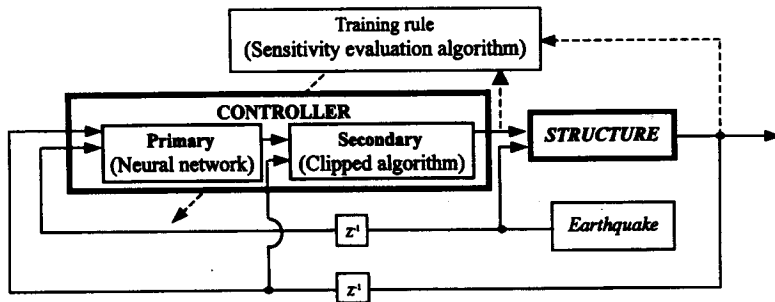 Training rule
(Sensitivity evaluation algorithm)
CONTROLLER
Primary
(Neural network)
Secondary
(Clipped algorithm)
STRUCTURE
Earthquake
z⁻¹
z⁻¹